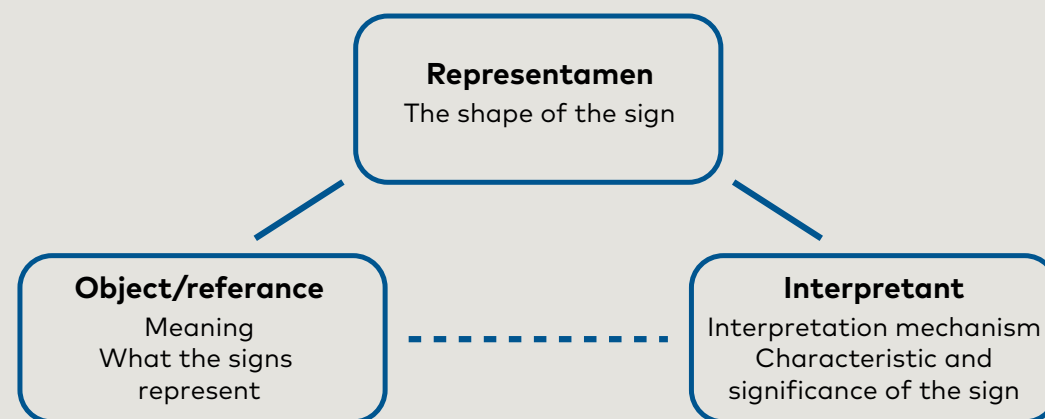 Representamen
The shape of the sign
Object/referance
Meaning
What the signs
represent
Interpretant
Interpretation mechanism
Characteristic and
significance of the sign